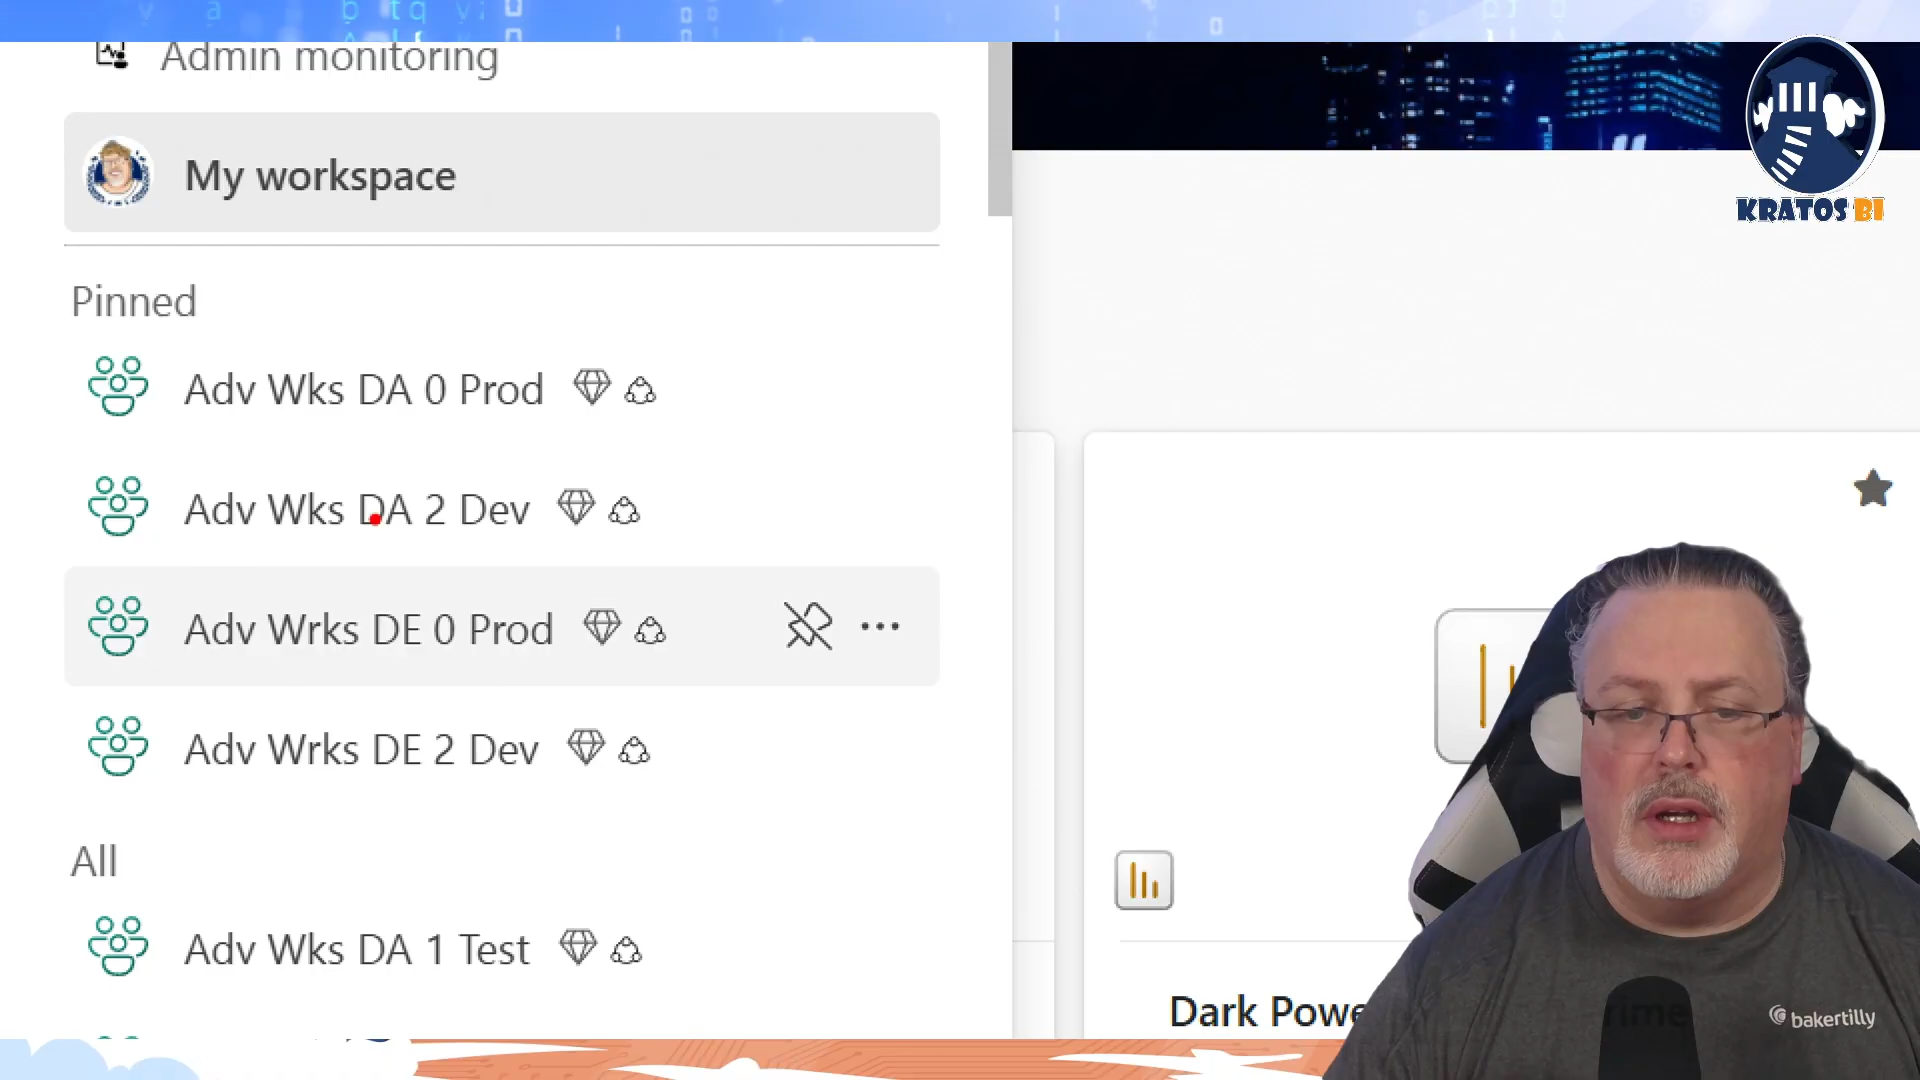 Admin monitoring
My workspace
KRATOS BI
Pinned
Adv Wks DA 0 Prod
Adv Wks DA 2 Dev
Adv Wrks DE 0 Prod
Adv Wrks DE 2 Dev
All
Adv Wks DA 1 Test
Dark Powe
bakertilly